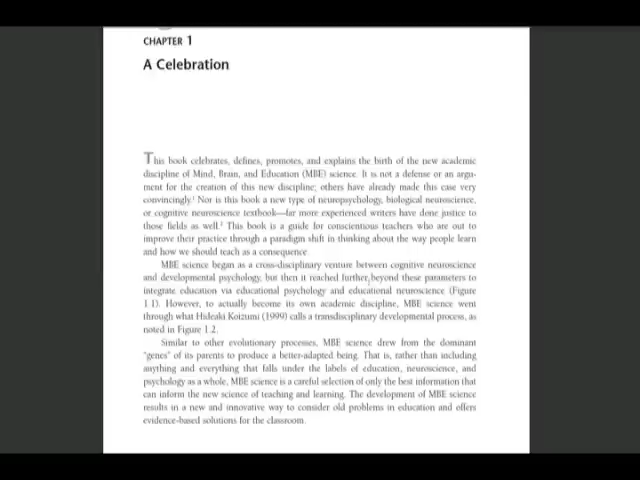 CHAPTER 1
A Celebration
This book celebrates, defines, promotes, and explains the birth of the new academic
discipline of Mind, Brain, and Education (MBE) science. It is not a defense or an argu-
ment for the creation of this new discipline; others have already made this case very
convincingly.1 Nor is this book a new type of neuropsychology, biological neuroscience,
or cognitive neuroscience textbook—far more experienced writers have done justice to
those fields as well.2 This book is a guide for conscientious teachers who are out to
improve their practice through a paradigm shift in thinking about the way people learn
and how we should teach as a consequence.
MBE science began as a cross-disciplinary venture between cognitive neuroscience
and developmental psychology, but then it reached further, beyond these parameters to
integrate education via educational psychology and educational neuroscience (Figure
1.1). However, to actually become its own academic discipline, MBE science went
through what Hideaki Koizumi (1999) calls a transdisciplinary developmental process, as
noted in Figure 1.2.
Similar to other evolutionary processes, MBE science drew from the dominant
"genes" of its parents to produce a better-adapted being. That is, rather than including
anything and everything that falls under the labels of education, neuroscience, and
psychology as a whole, MBE science is a careful selection of only the best information that
can inform the new science of teaching and learning. The development of MBE science
results in a new and innovative way to consider old problems in education and offers
evidence-based solutions for the classroom.